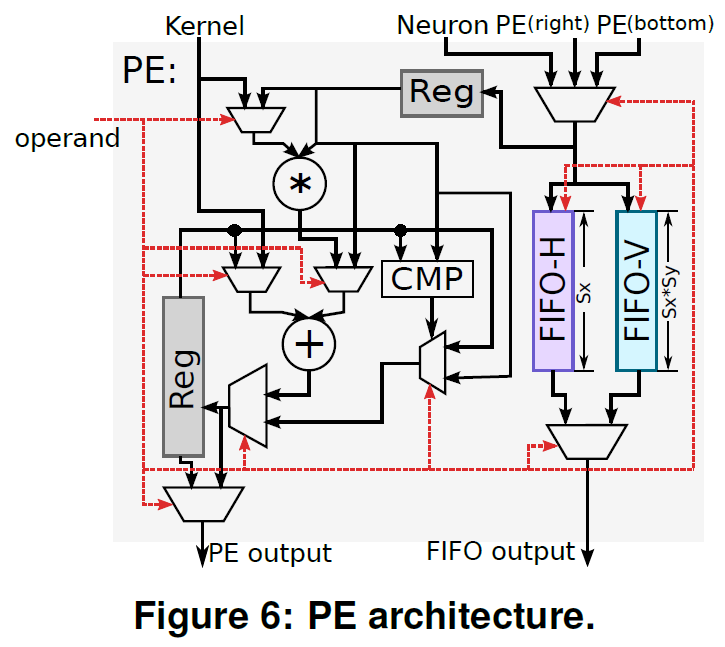 Kernel
Neuron PE(right) PE(bottom)
PE:
Reg
operand
*
CMP
FIFO-H
Sx
FIFO-V
Sx*Sy
Reg
+
PE output
FIFO output
Figure 6: PE architecture.